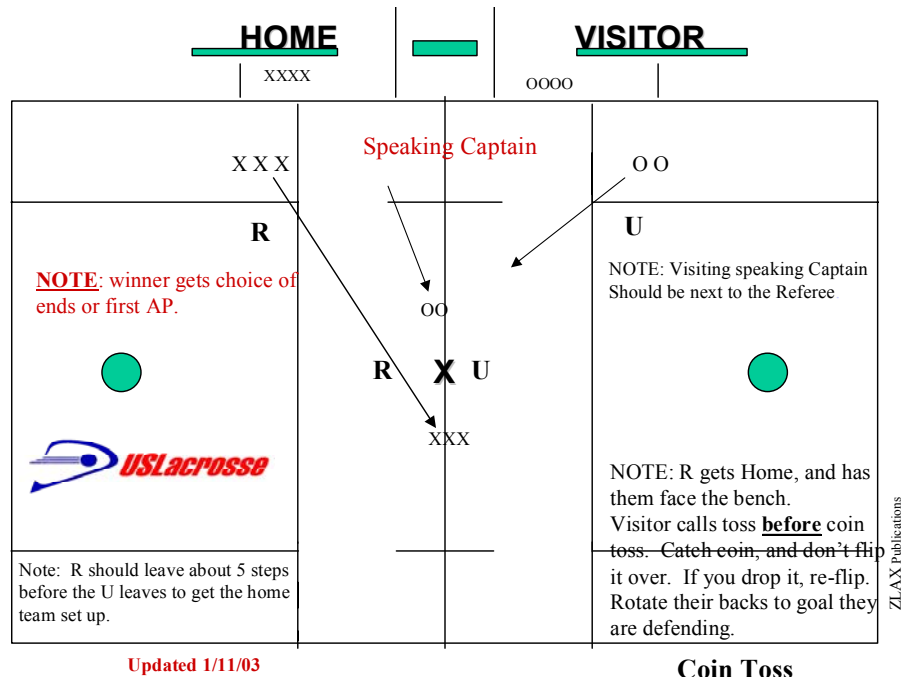 HOME
VISITOR
XXXX
OOOO
Speaking Captain
X X X
O O
R
U
NOTE: winner gets choice of
ends or first AP.
NOTE: Visiting speaking Captain
Should be next to the Referee
OO
R
X
U
XXX
USLacrosse
NOTE: R gets Home, and has
them face the bench.
Visitor calls toss before coin
toss. Catch coin, and don't flip
it over. If you drop it, re-flip.
Rotate their backs to goal they
are defending.
Note: R should leave about 5 steps
before the U leaves to get the home
team set up.
ZLAX Publications
Updated 1/11/03
Coin Toss